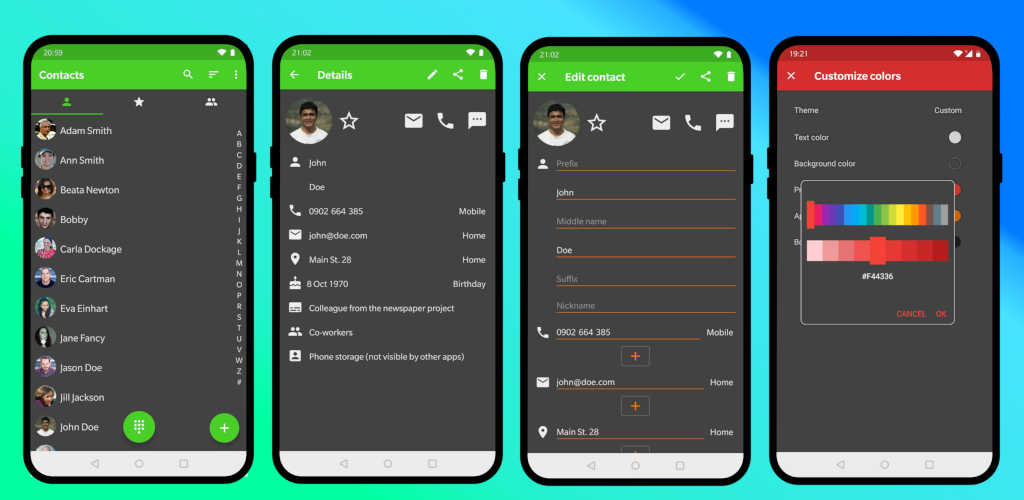 20:59
Contacts
Adam Smith
Ann Smith
Beata Newton
Bobby
Carla Dockage
Eric Cartman
Eva Einhart
Jane Fancy
Jason Doe
Jill Jackson
John Doe
A
B
C
D
E
F
G
H
I
J
K
L
M
N
O
P
R
S
T
U
V
W
Z
#
21:02
Details
John
Doe
0902 664 385 Mobile
john@doe.com Home
Main St. 28 Home
8 Oct 1970 Birthday
Colleague from the newspaper project
Co-workers
Phone storage (not visible by other apps)
21:02
Edit contact
Prefix
John
Middle name
Doe
Suffix
Nickname
0902 664 385 Mobile
john@doe.com Home
Main St. 28 Home
19:21
Customize colors
Theme Custom
Text color
Background color
#F44336
CANCEL OK